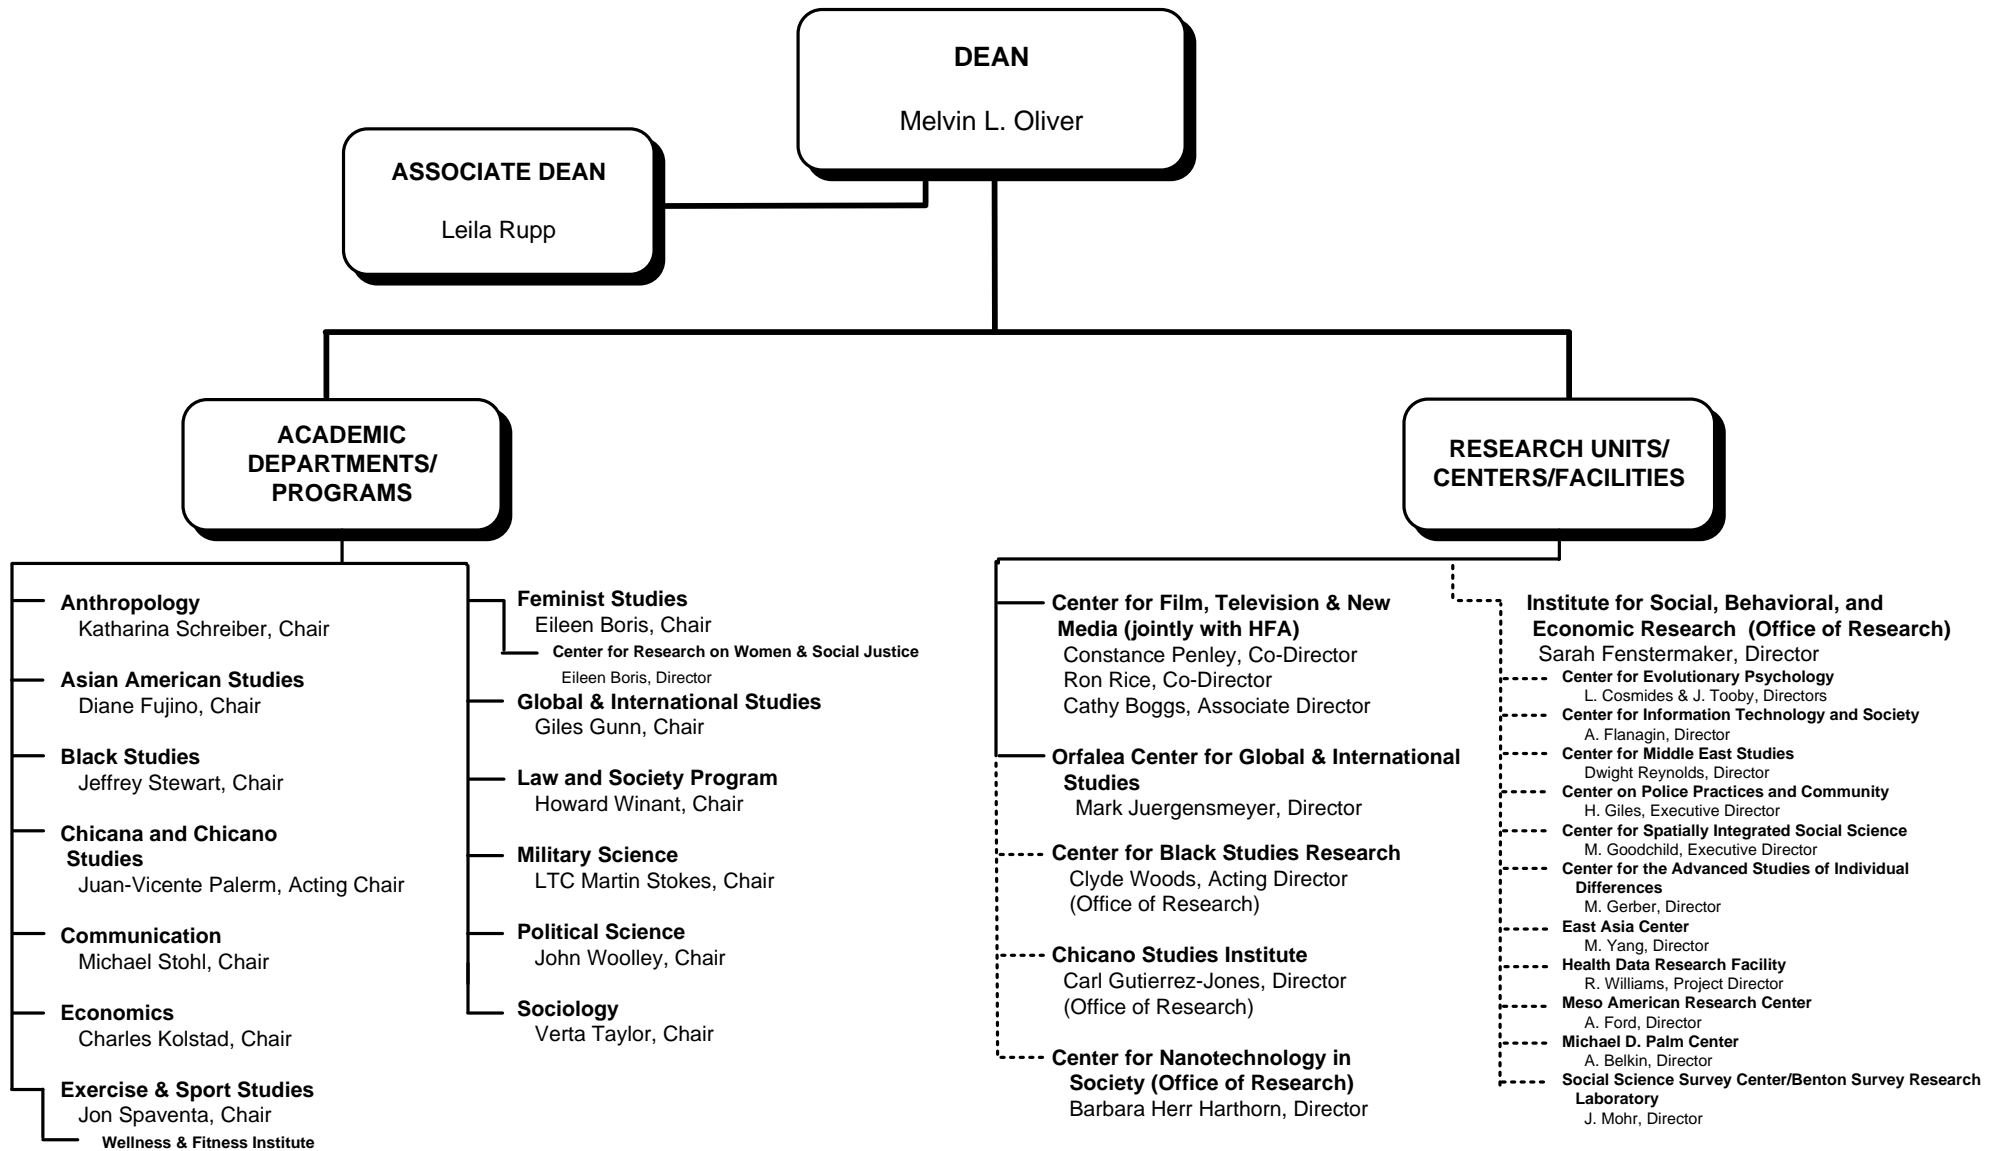 DEAN
Melvin L. Oliver
ASSOCIATE DEAN
Leila Rupp
ACADEMIC
DEPARTMENTS/
PROGRAMS
RESEARCH UNITS/
CENTERS/FACILITIES
Anthropology
Katharina Schreiber, Chair
Asian American Studies
Diane Fujino, Chair
Black Studies
Jeffrey Stewart, Chair
Chicana and Chicano
Studies
Juan-Vicente Palerm, Acting Chair
Communication
Michael Stohl, Chair
Economics
Charles Kolstad, Chair
Exercise & Sport Studies
Jon Spaventa, Chair
Wellness & Fitness Institute
Feminist Studies
Eileen Boris, Chair
Center for Research on Women & Social Justice
Eileen Boris, Director
Global & International Studies
Giles Gunn, Chair
Law and Society Program
Howard Winant, Chair
Military Science
LTC Martin Stokes, Chair
Political Science
John Woolley, Chair
Sociology
Verta Taylor, Chair
Center for Film, Television & New
Media (jointly with HFA)
Constance Penley, Co-Director
Ron Rice, Co-Director
Cathy Boggs, Associate Director
Orfalea Center for Global & International
Studies
Mark Juergensmeyer, Director
Center for Black Studies Research
Clyde Woods, Acting Director
(Office of Research)
Chicano Studies Institute
Carl Gutierrez-Jones, Director
(Office of Research)
Center for Nanotechnology in
Society (Office of Research)
Barbara Herr Harthorn, Director
Institute for Social, Behavioral, and
Economic Research (Office of Research)
Sarah Fenstermaker, Director
Center for Evolutionary Psychology
L. Cosmides & J. Tooby, Directors
Center for Information Technology and Society
A. Flanagin, Director
Center for Middle East Studies
Dwight Reynolds, Director
Center on Police Practices and Community
H. Giles, Executive Director
Center for Spatially Integrated Social Science
M. Goodchild, Executive Director
Center for the Advanced Studies of Individual
Differences
M. Gerber, Director
East Asia Center
M. Yang, Director
Health Data Research Facility
R. Williams, Project Director
Meso American Research Center
A. Ford, Director
Michael D. Palm Center
A. Belkin, Director
Social Science Survey Center/Benton Survey Research
Laboratory
J. Mohr, Director